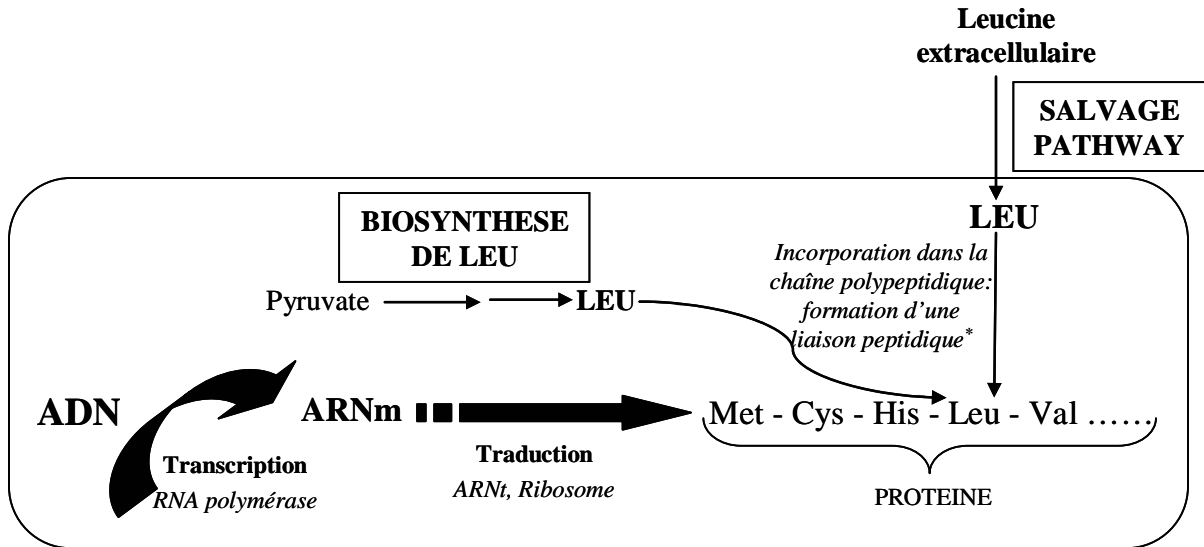 Leucine
extracellulaire
SALVAGE
PATHWAY
BIOSYNTHESE
DE LEU
LEU
Incorporation dans la
chaîne polypeptidique:
formation d'une
liaison peptidique*
Pyruvate
LEU
ADN
ARNm
Met - Cys - His - Leu - Val ......
Transcription
RNA polymérase
Traduction
ARNt, Ribosome
PROTEINE